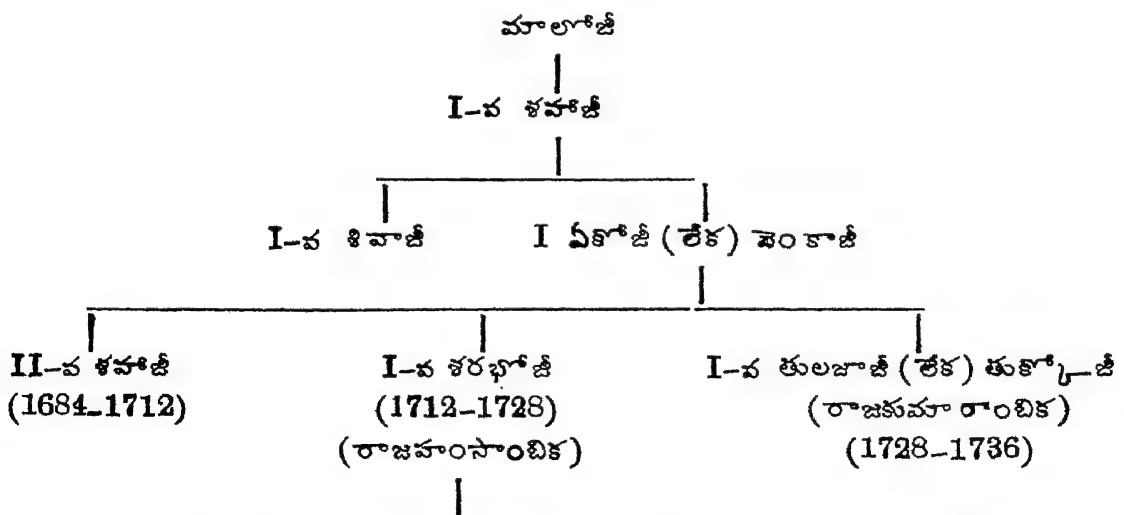 మాలోజీ
I-వ శహాజీ
I-వ శివాజీ I ఏకోజీ (లేక) వెంకాజీ
II-వ శహాజీ I-వ శరభోజీ I-వ తులజాజీ (లేక) తుక్కోజీ
(1684-1712) (1712-1728) (రాజకుమారాంబిక)
(రాజహంసాంబిక) (1728-1736)